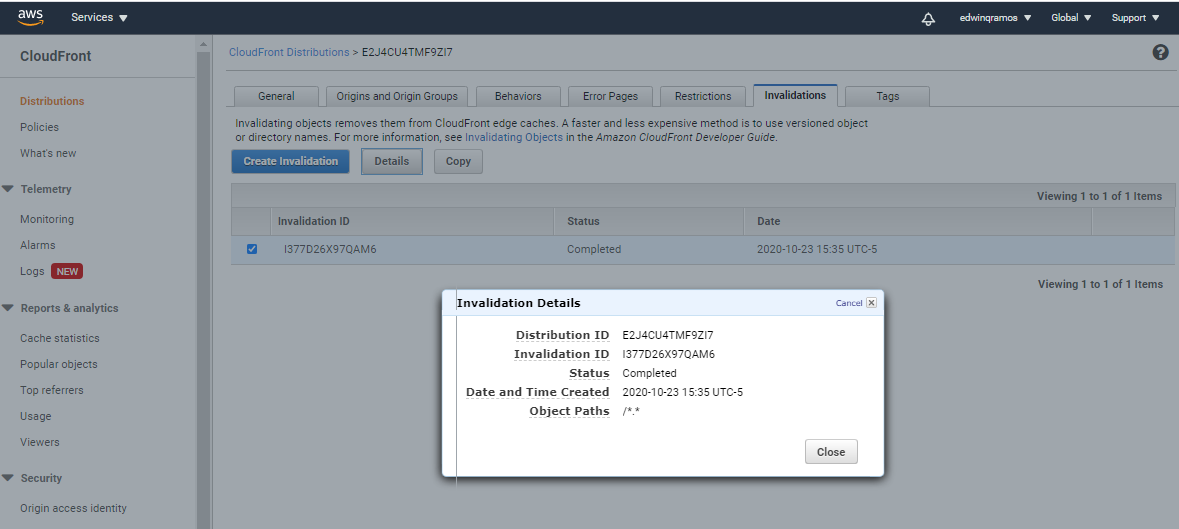 aws Services edwinqramos Global Support
CloudFront
Distributions
Policies
What's new
Telemetry
Monitoring
Alarms
Logs NEW
Reports & analytics
Cache statistics
Popular objects
Top referrers
Usage
Viewers
Security
Origin access identity
CloudFront Distributions > E2J4CU4TMF9ZI7
General Origins and Origin Groups Behaviors Error Pages Restrictions Invalidations Tags
Invalidating objects removes them from CloudFront edge caches. A faster and less expensive method is to use versioned object
or directory names. For more information, see Invalidating Objects in the Amazon CloudFront Developer Guide.
Create Invalidation Details Copy
Viewing 1 to 1 of 1 Items
Invalidation ID Status Date
I377D26X97QAM6 Completed 2020-10-23 15:35 UTC-5
Viewing 1 to 1 of 1 Items
Invalidation Details Cancel
Distribution ID E2J4CU4TMF9ZI7
Invalidation ID I377D26X97QAM6
Status Completed
Date and Time Created 2020-10-23 15:35 UTC-5
Object Paths /*.*
Close